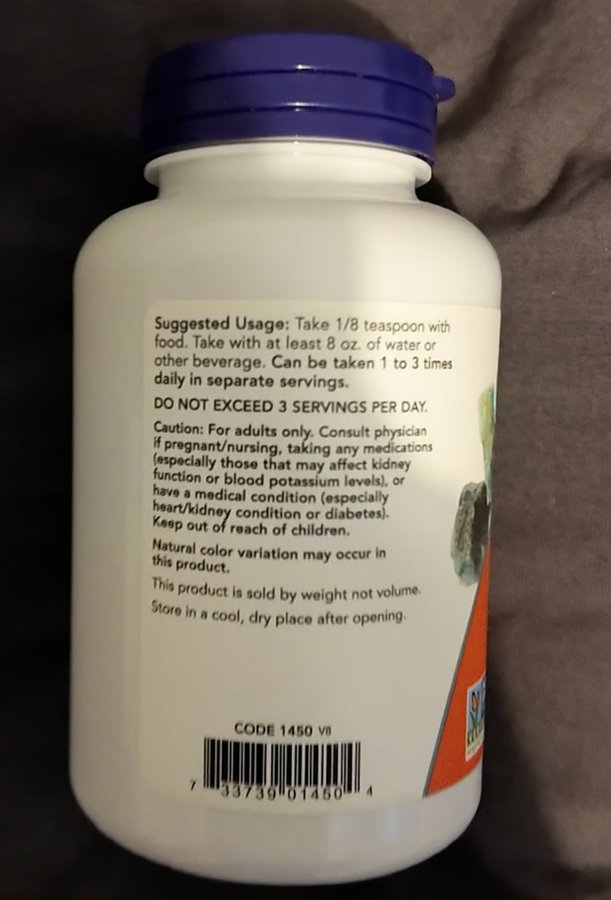 Suggested Usage: Take 1/8 teaspoon with
food. Take with at least 8 oz. of water or
other beverage. Can be taken 1 to 3 times
daily in separate servings.
DO NOT EXCEED 3 SERVINGS PER DAY.
Caution: For adults only. Consult physician
if pregnant/nursing, taking any medications
(especially those that may affect kidney
function or blood potassium levels), or
have a medical condition (especially
heart/kidney condition or diabetes).
Keep out of reach of children.
Natural color variation may occur in
this product.
This product is sold by weight not volume.
Store in a cool, dry place after opening.
CODE 1450 V8
7 33739 01450 4